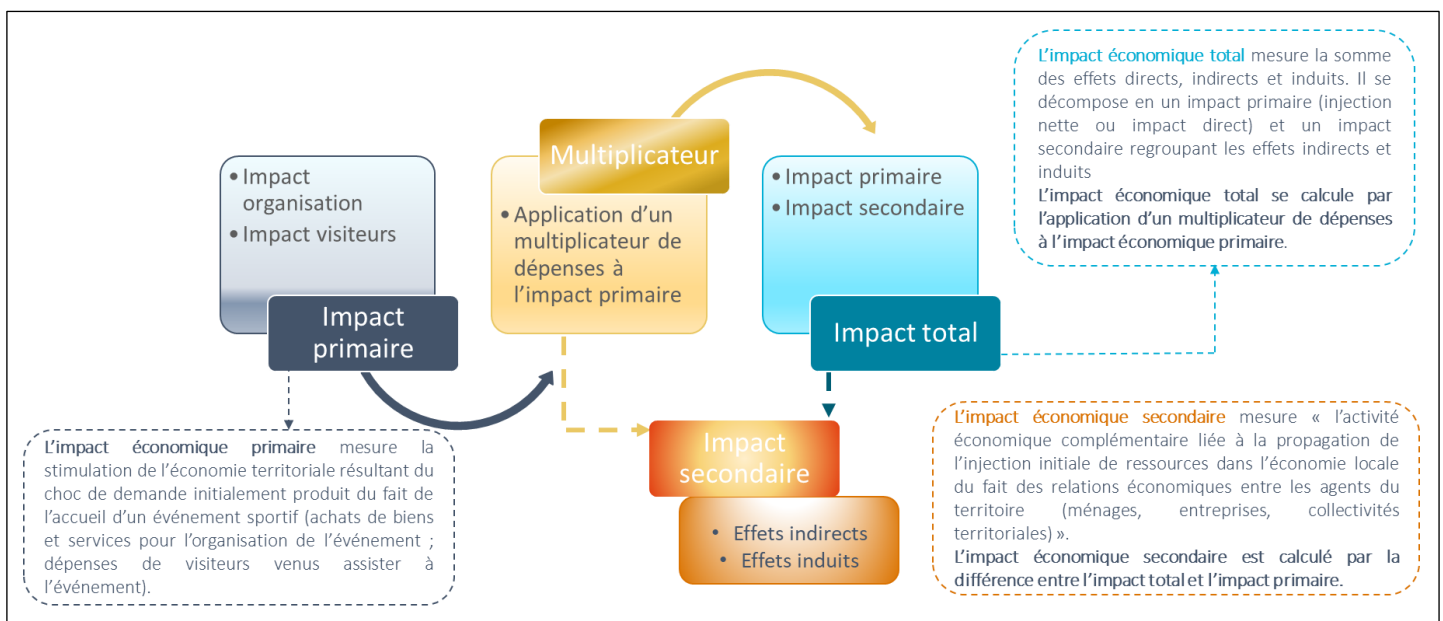 L’impact économique total mesure la somme
des effets directs, indirects et induits. Il se
décompose en un impact primaire (injection
nette ou impact direct) et un impact
secondaire regroupant les effets indirects et
induits
L’impact économique total se calcule par
l’application d’un multiplicateur de dépenses
à l’impact économique primaire.
• Impact
organisation
• Impact visiteurs
Impact
primaire
Multiplicateur
• Application d’un
multiplicateur de
dépenses à
l’impact primaire
• Impact primaire
• Impact secondaire
Impact total
L’impact économique primaire mesure la
stimulation de l’économie territoriale résultant du
choc de demande initialement produit du fait de
l’accueil d’un événement sportif (achats de biens
et services pour l’organisation de l’événement ;
dépenses de visiteurs venus assister à
l’événement).
Impact
secondaire
• Effets indirects
• Effets induits
L’impact économique secondaire mesure « l’activité
économique complémentaire liée à la propagation de
l’injection initiale de ressources dans l’économie locale
du fait des relations économiques entre les agents du
territoire (ménages, entreprises, collectivités
territoriales) ».
L’impact économique secondaire est calculé par la
différence entre l’impact total et l’impact primaire.